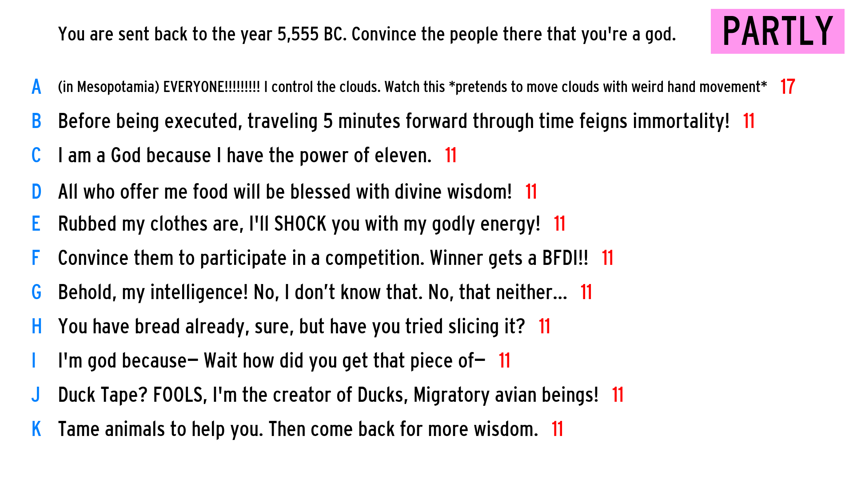 You are sent back to the year 5,555 BC. Convince the people there that you're a god.
PARTLY
A (in Mesopotamia) EVERYONE!!!!!!!!! I control the clouds. Watch this *pretends to move clouds with weird hand movement* 17
B Before being executed, traveling 5 minutes forward through time feigns immortality! 11
C I am a God because I have the power of eleven. 11
D All who offer me food will be blessed with divine wisdom! 11
E Rubbed my clothes are, I'll SHOCK you with my godly energy! 11
F Convince them to participate in a competition. Winner gets a BFDI!! 11
G Behold, my intelligence! No, I don’t know that. No, that neither... 11
H You have bread already, sure, but have you tried slicing it? 11
I I'm god because— Wait how did you get that piece of— 11
J Duck Tape? FOOLS, I'm the creator of Ducks, Migratory avian beings! 11
K Tame animals to help you. Then come back for more wisdom. 11